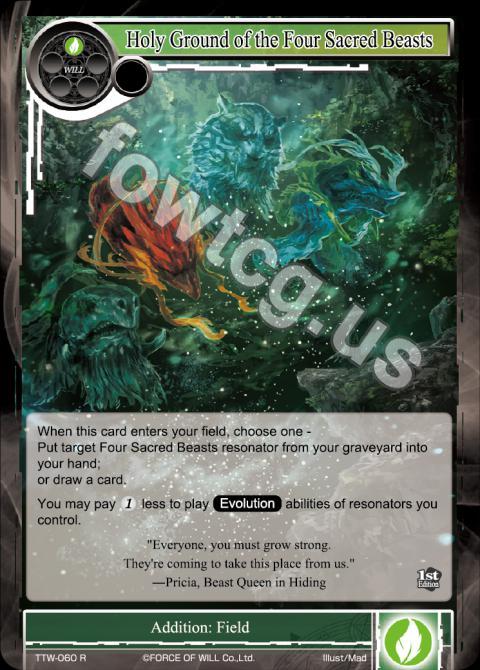 Holy Ground of the Four Sacred Beasts
WILL
fowtcg.us
When this card enters your field, choose one -
Put target Four Sacred Beasts resonator from your graveyard into
your hand;
or draw a card.
You may pay 1 less to play Evolution abilities of resonators you
control.
"Everyone, you must grow strong.
They're coming to take this place from us."
—Pricia, Beast Queen in Hiding
1st
Edition
Addition: Field
TTW-060 R ©FORCE OF WILL Co.,Ltd. Illust/Mad